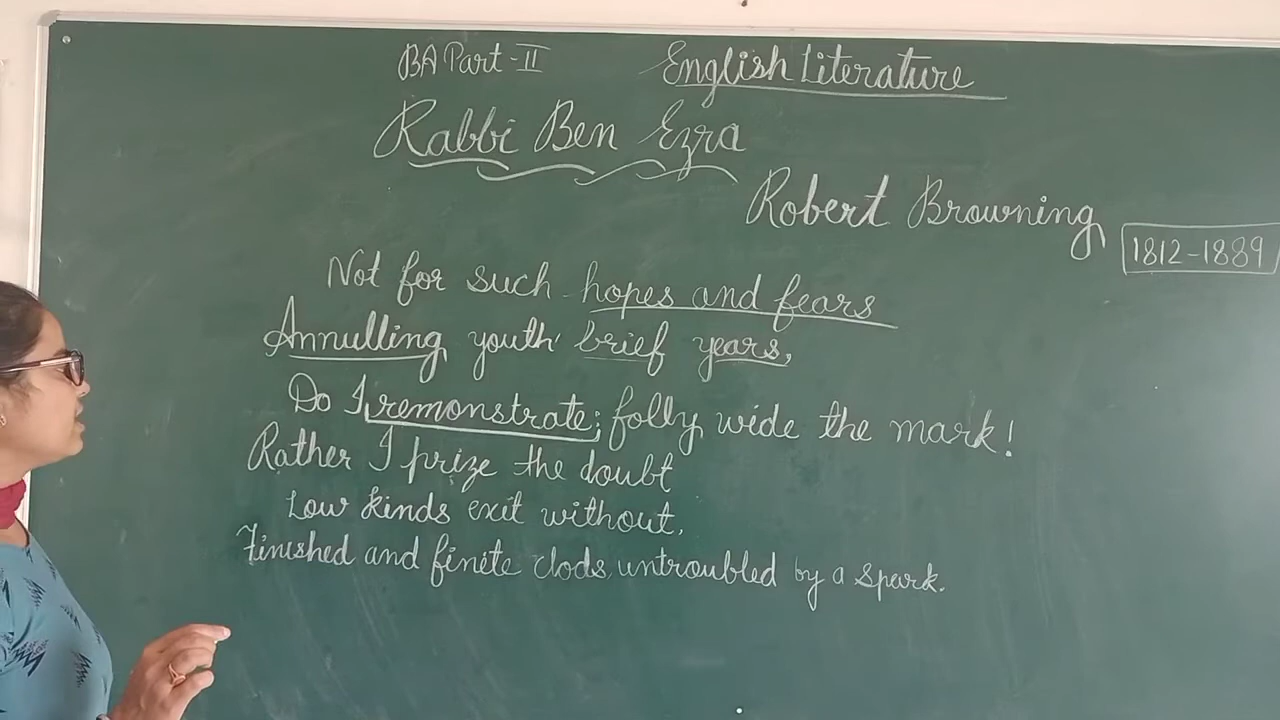 BA Part-II
English Literature
Rabbi Ben Ezra
Robert Browning
1812-1889
Not for such hopes and fears
Annulling youth' brief years,
Do I remonstrate; folly wide the mark!
Rather I prize the doubt
Low kinds exit without,
Finished and finite clods, untroubled by a spark.